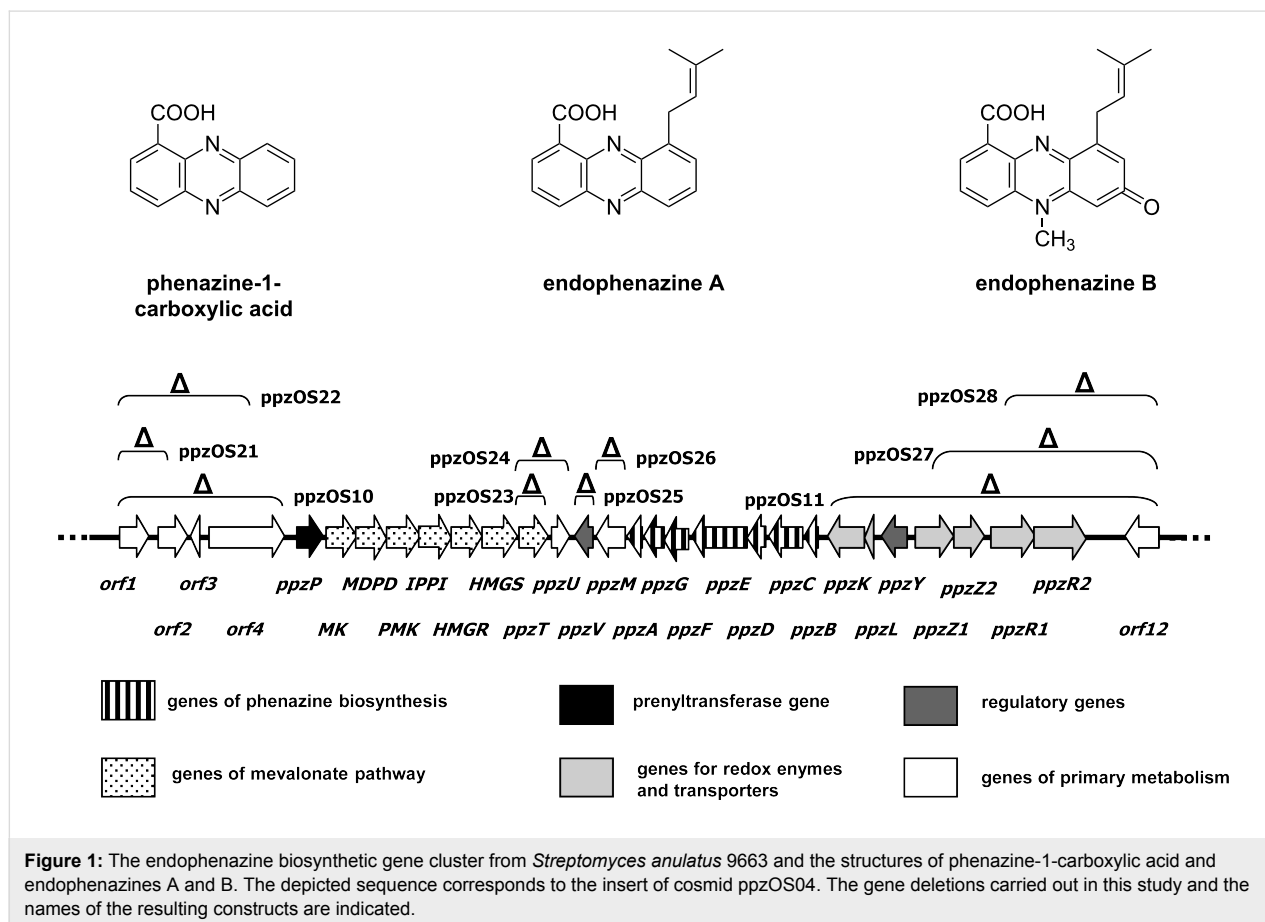 COOH
N
N
COOH
N
N
COOH
N
N
CH3
O
phenazine-1-
carboxylic acid
endophenazine A
endophenazine B
Δ
ppzOS22
ppzOS28
Δ
Δ
ppzOS21
ppzOS24
Δ
Δ
ppzOS26
ppzOS27
Δ
Δ
ppzOS10
ppzOS23
Δ
Δ
ppzOS25
ppzOS11
Δ
orf1
orf3
ppzP
MDPD
IPPI
HMGS
ppzU
ppzM
ppzG
ppzE
ppzC
ppzK
ppzY
ppzZ2
ppzR2
orf2
orf4
MK
PMK
HMGR
ppzT
ppzV
ppzA
ppzF
ppzD
ppzB
ppzL
ppzZ1
ppzR1
orf12
genes of phenazine biosynthesis
prenyltransferase gene
regulatory genes
genes of mevalonate pathway
genes for redox enymes
and transporters
genes of primary metabolism
Figure 1: The endophenazine biosynthetic gene cluster from Streptomyces anulatus 9663 and the structures of phenazine-1-carboxylic acid and
endophenazines A and B. The depicted sequence corresponds to the insert of cosmid ppzOS04. The gene deletions carried out in this study and the
names of the resulting constructs are indicated.